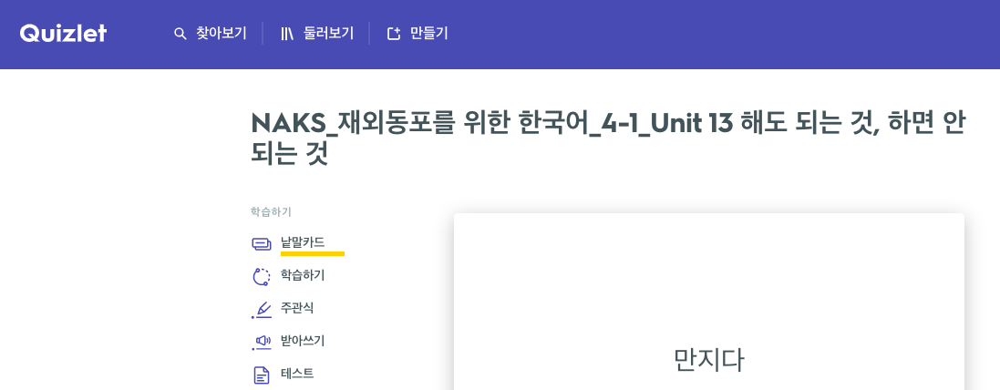 Quizlet
찾아보기
둘러보기
만들기
NAKS_재외동포를 위한 한국어_4-1_Unit 13 해도 되는 것, 하면 안
되는 것
학습하기
낱말카드
학습하기
주관식
받아쓰기
테스트
만지다